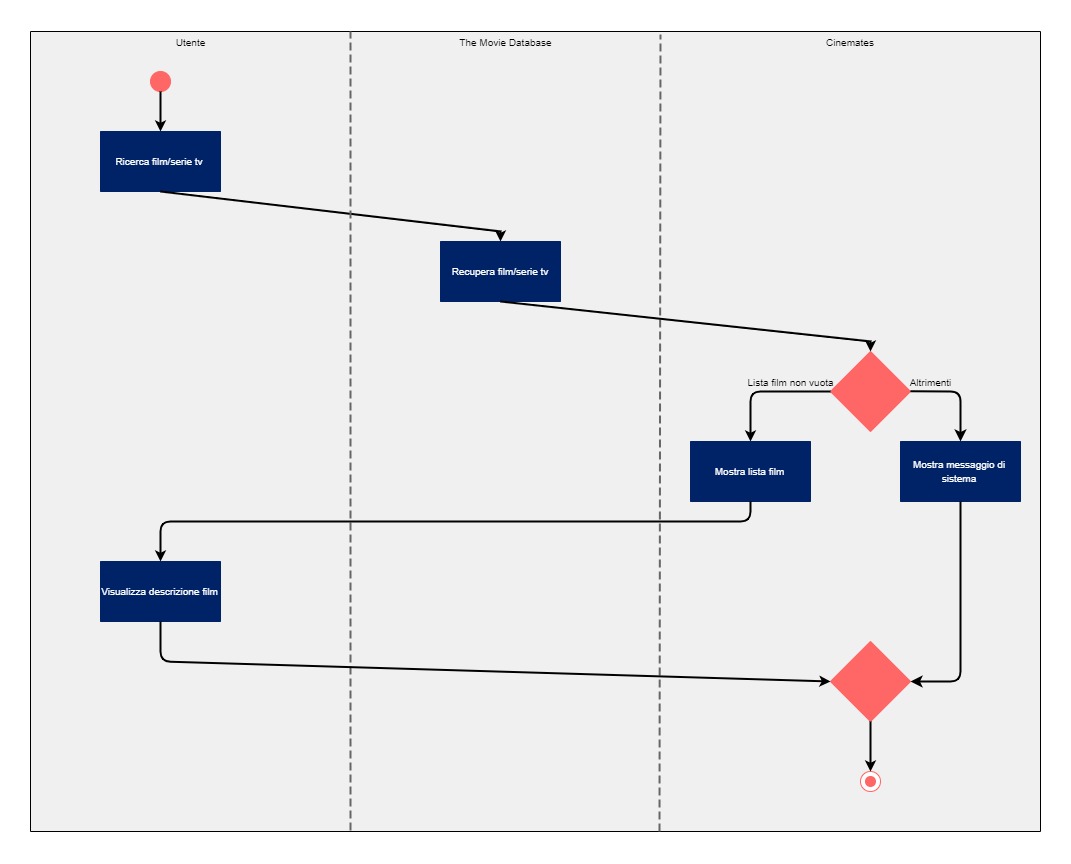 Utente
The Movie Database
Cinemates
Ricerca film/serie tv
Recupera film/serie tv
Lista film non vuota
Altrimenti
Mostra lista film
Mostra messaggio di
sistema
Visualizza descrizione film